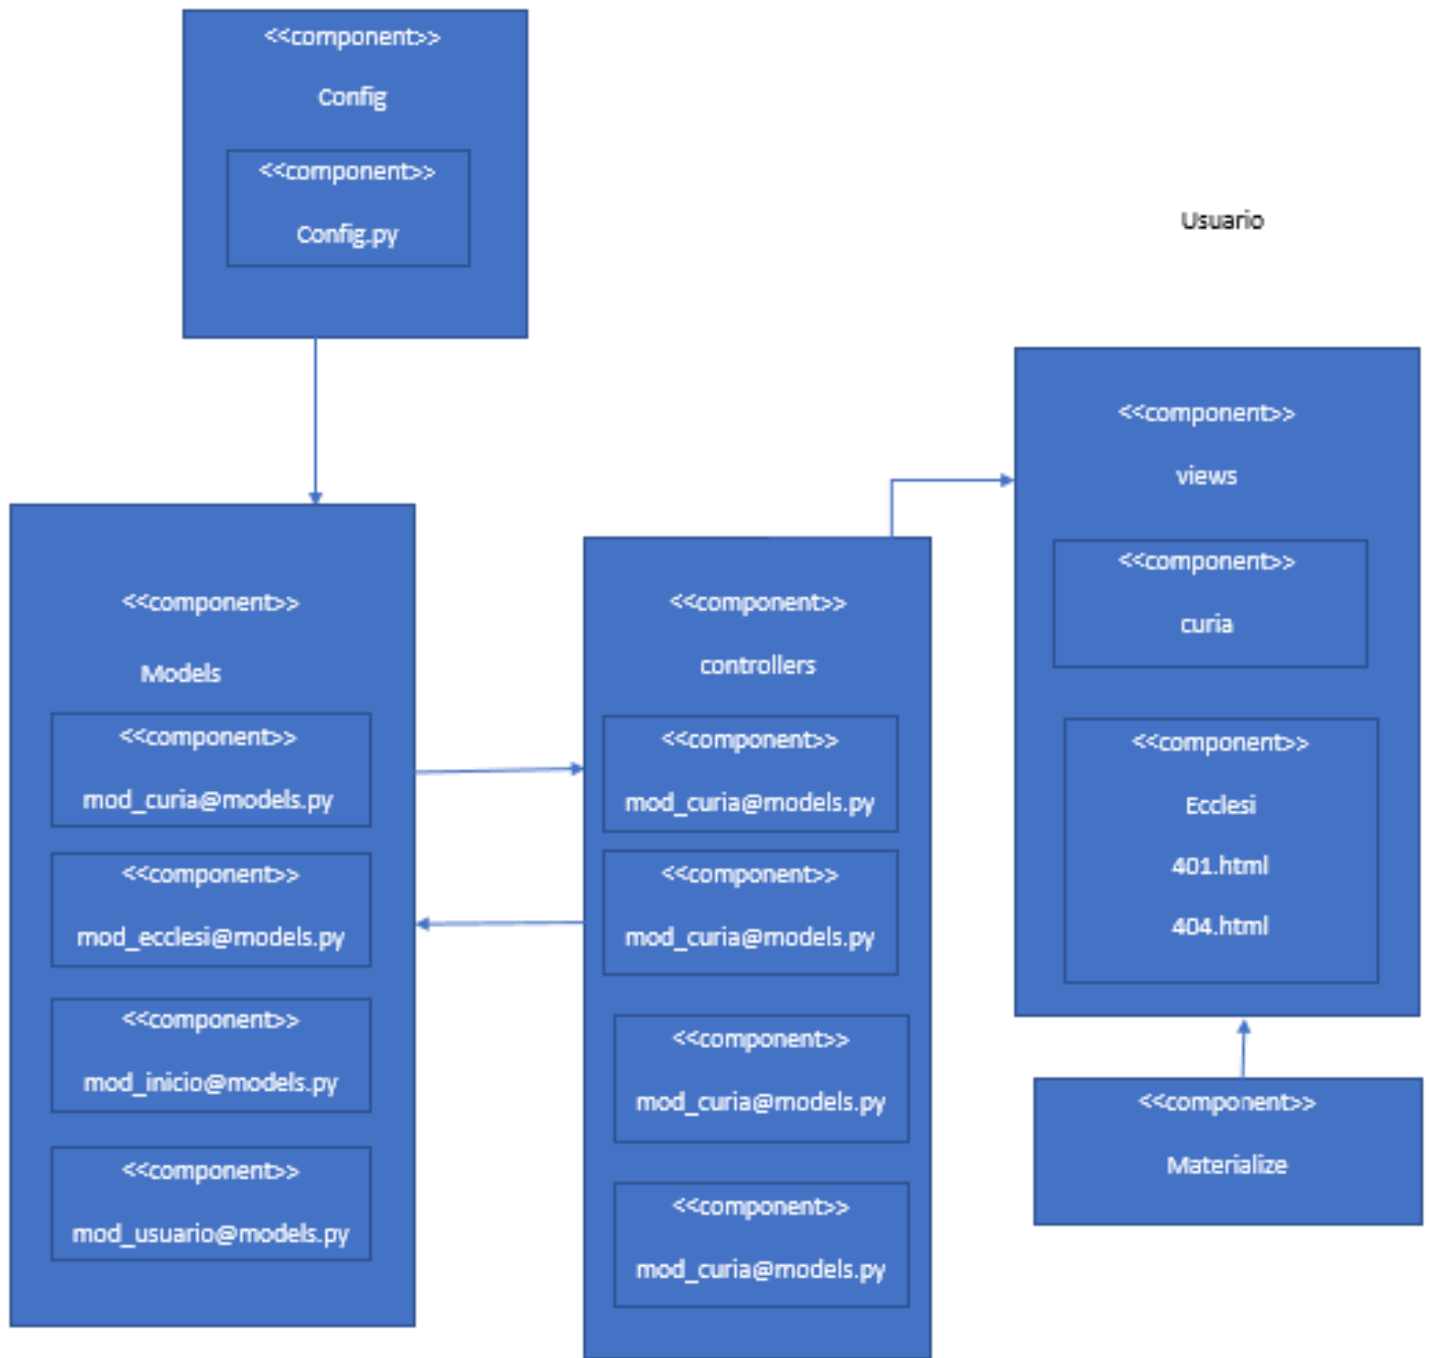 <<component>>
Config
<<component>>
Config.py
Usuario
<<component>>
Models
<<component>>
mod_curia@models.py
<<component>>
mod_ecclesi@models.py
<<component>>
mod_inicio@models.py
<<component>>
mod_usuario@models.py
<<component>>
controllers
<<component>>
mod_curia@models.py
<<component>>
mod_curia@models.py
<<component>>
mod_curia@models.py
<<component>>
mod_curia@models.py
<<component>>
views
<<component>>
curia
<<component>>
Ecclesi
401.html
404.html
<<component>>
Materialize